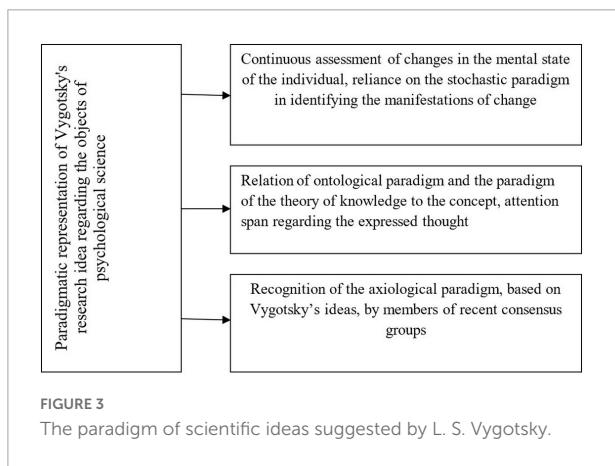 Paradigmatic representation of Vygotsky's
research idea regarding the objects of
psychological science
Continuous assessment of changes in the mental state
of the individual, reliance on the stochastic paradigm
in identifying the manifestations of change
Relation of ontological paradigm and the paradigm
of the theory of knowledge to the concept, attention
span regarding the expressed thought
Recognition of the axiological paradigm, based on
Vygotsky’s ideas, by members of recent consensus
groups
FIGURE 3
The paradigm of scientific ideas suggested by L. S. Vygotsky.